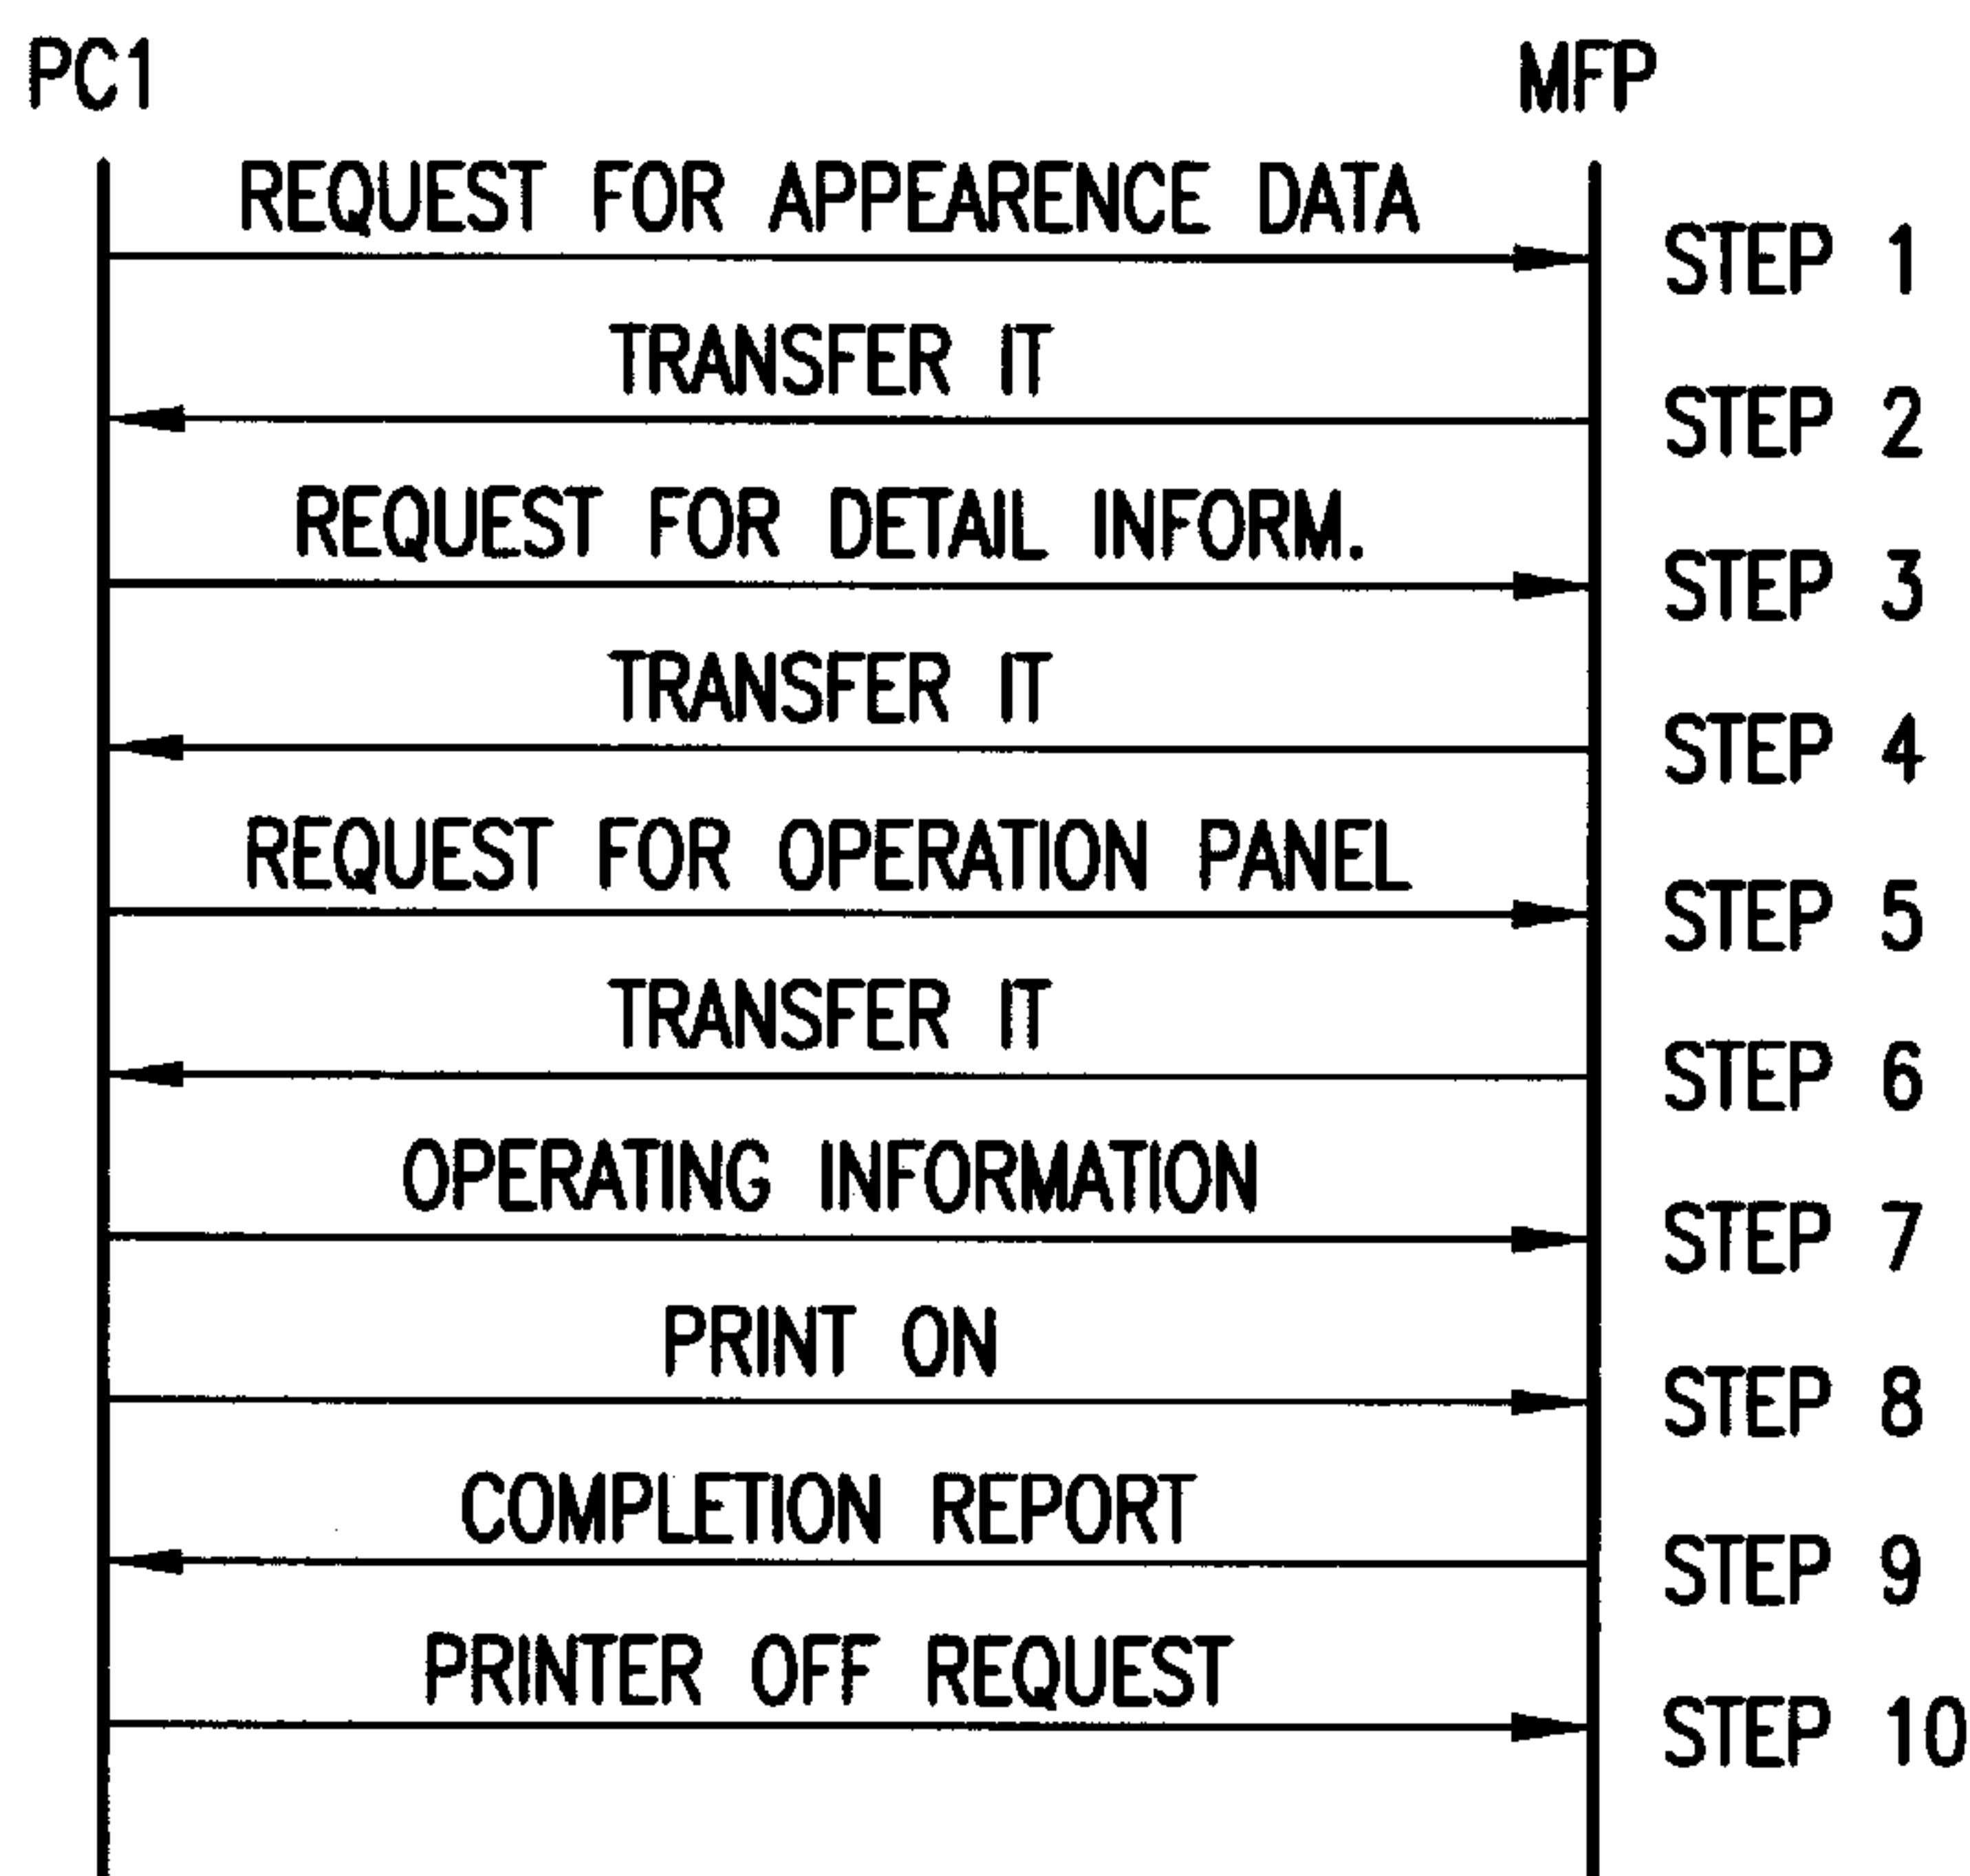 PC1 MFP
REQUEST FOR APPEARENCE DATA
STEP 1
TRANSFER IT
STEP 2
REQUEST FOR DETAIL INFORM.
STEP 3
TRANSFER IT
STEP 4
REQUEST FOR OPERATION PANEL
STEP 5
TRANSFER IT
STEP 6
OPERATING INFORMATION
STEP 7
PRINT ON
STEP 8
COMPLETION REPORT
STEP 9
PRINTER OFF REQUEST
STEP 10